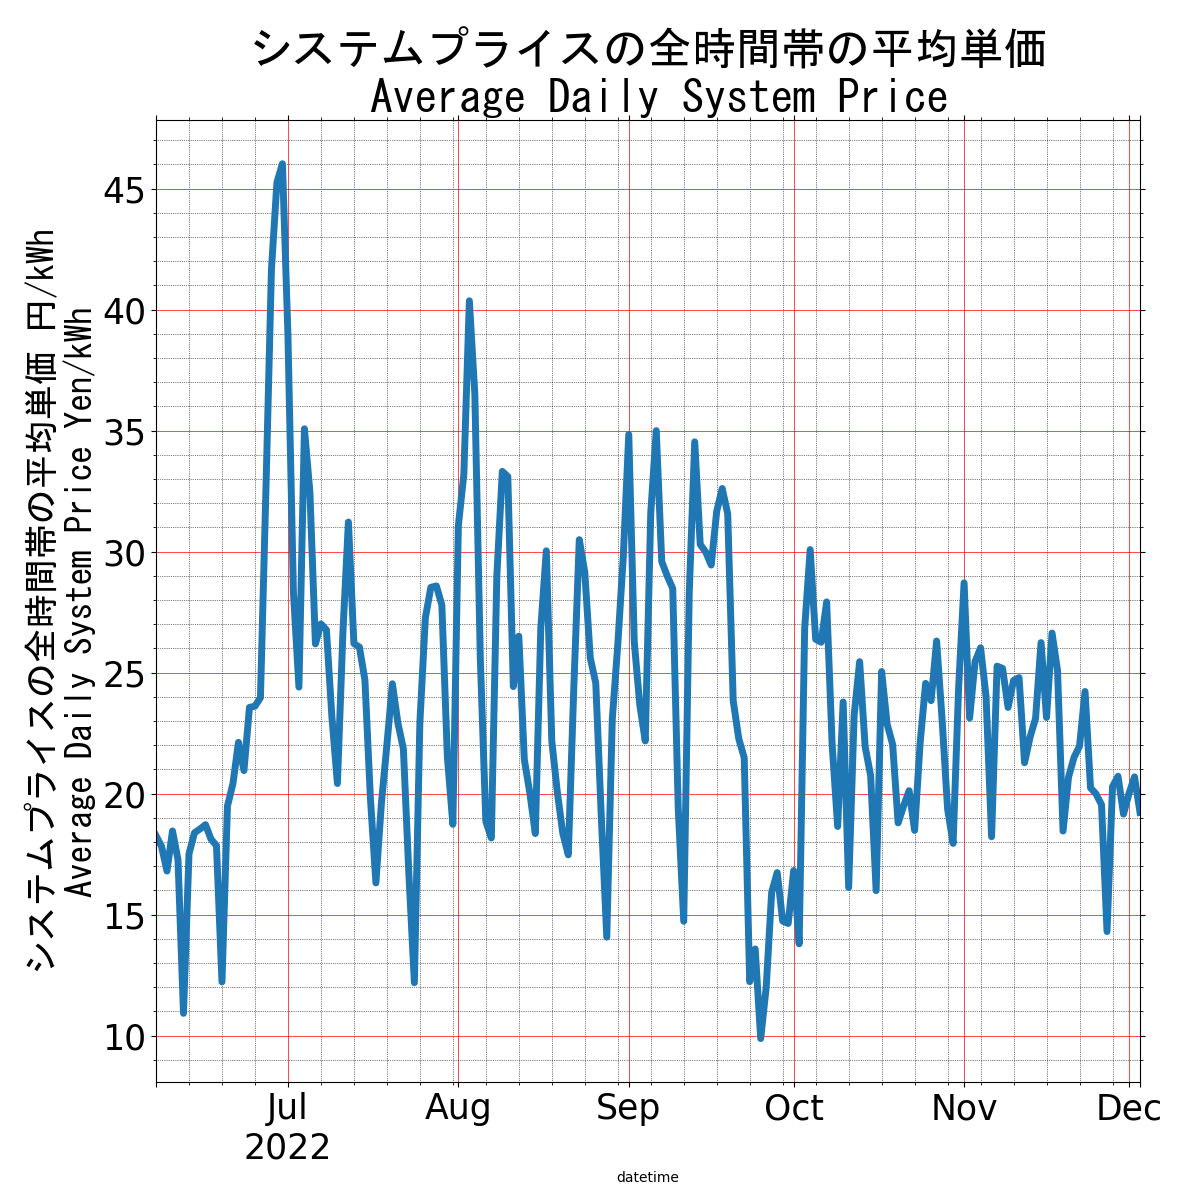 システムプライスの全時間帯の平均単価
Average Daily System Price
システムプライスの全時間帯の平均単価 円/kWh
Average Daily System Price Yen/kWh
45
40
35
30
25
20
15
10
Jul
2022
Aug
Sep
Oct
Nov
Dec
datetime